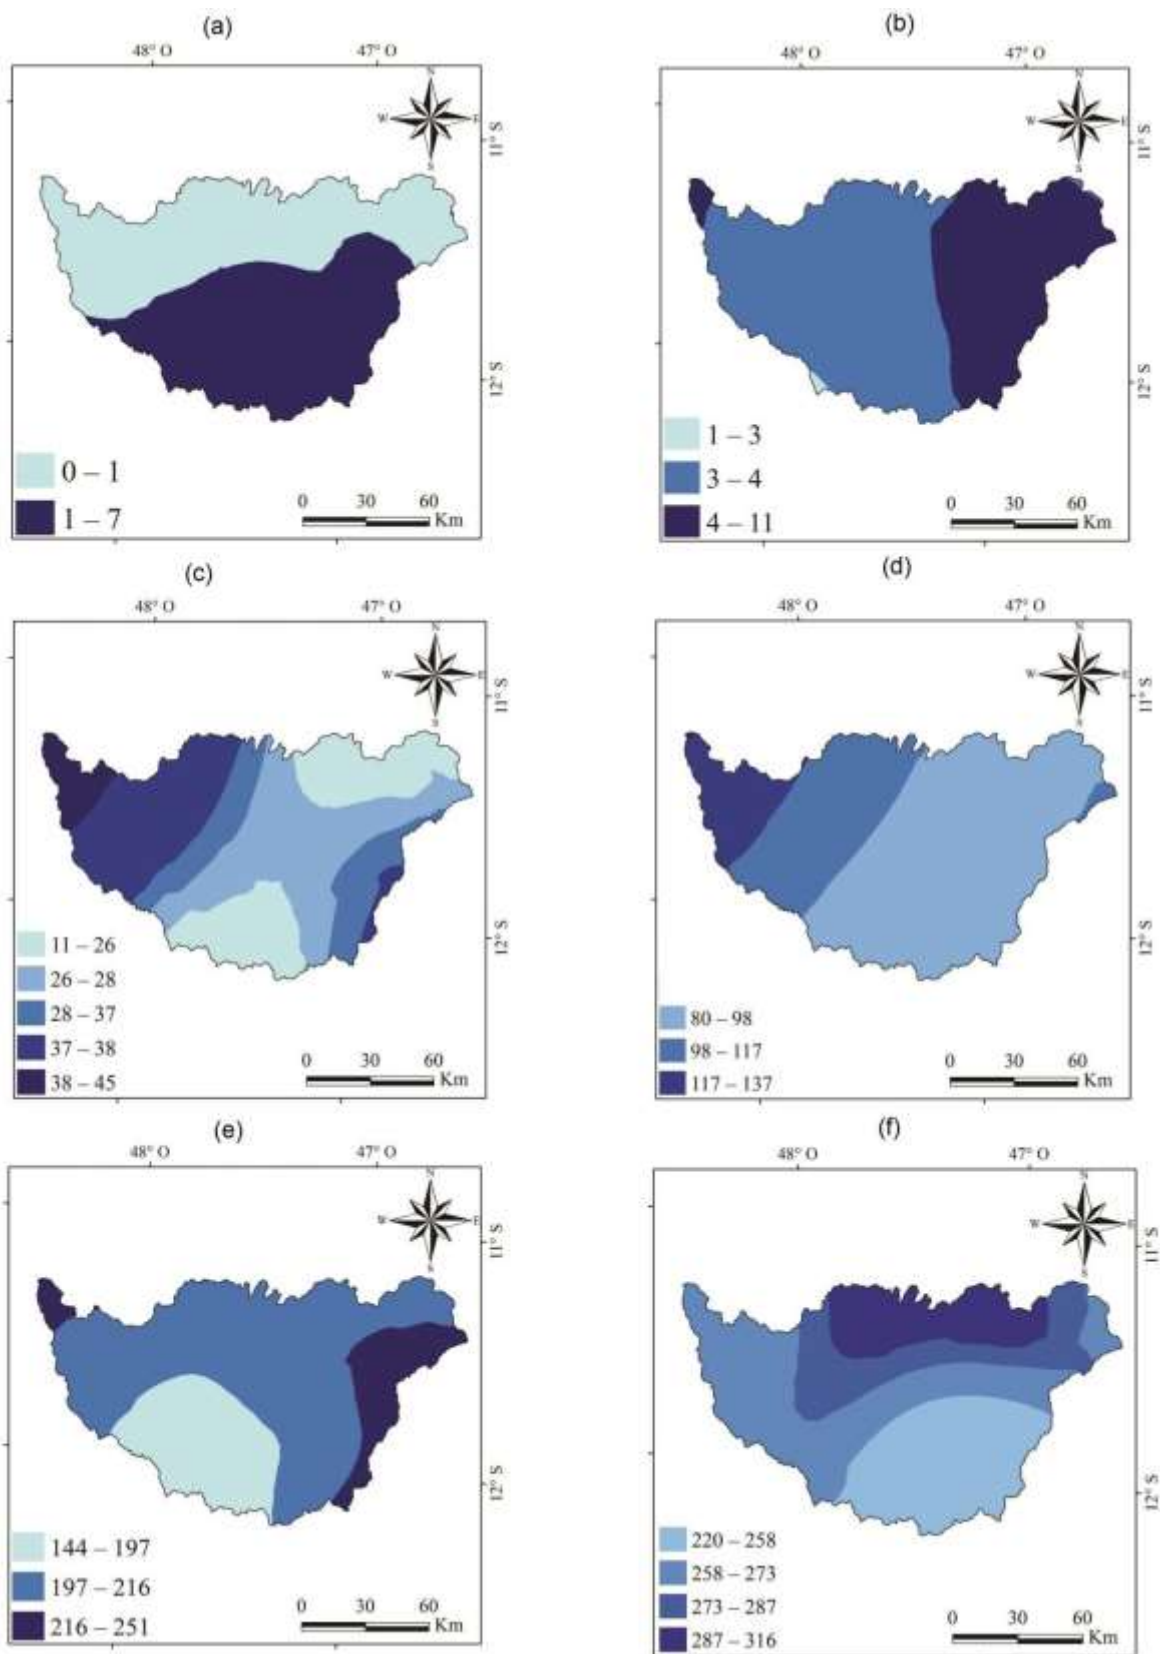 (a)
48° O 47° O
N
W E
S
11° S
12° S
0 – 1
1 – 7
0 30 60
Km
(b)
48° O 47° O
N
W E
S
11° S
12° S
1 – 3
3 – 4
4 – 11
0 30 60
Km
(c)
48° O 47° O
N
W E
S
11° S
12° S
11 – 26
26 – 28
28 – 37
37 – 38
38 – 45
0 30 60
Km
(d)
48° O 47° O
N
W E
S
11° S
12° S
80 – 98
98 – 117
117 – 137
0 30 60
Km
(e)
48° O 47° O
N
W E
S
11° S
12° S
144 – 197
197 – 216
216 – 251
0 30 60
Km
(f)
48° O 47° O
N
W E
S
11° S
12° S
220 – 258
258 – 273
273 – 287
287 – 316
0 30 60
Km